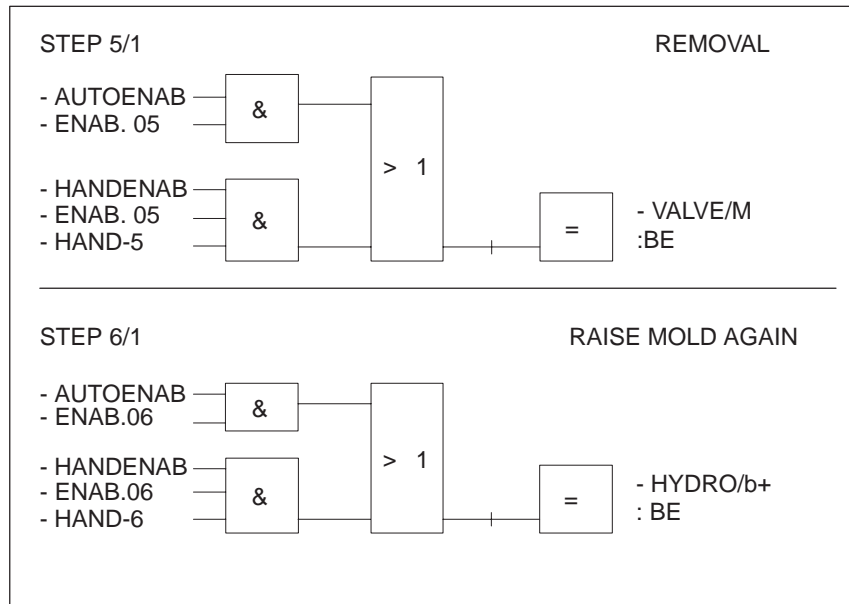 STEP 5/1 REMOVAL
- AUTOENAB
- ENAB. 05
&
> 1
- HANDENAB
- ENAB. 05
- HAND-5
&
=
- VALVE/M
:BE
STEP 6/1 RAISE MOLD AGAIN
- AUTOENAB
- ENAB.06
&
> 1
- HANDENAB
- ENAB.06
- HAND-6
&
=
- HYDRO/b+
: BE